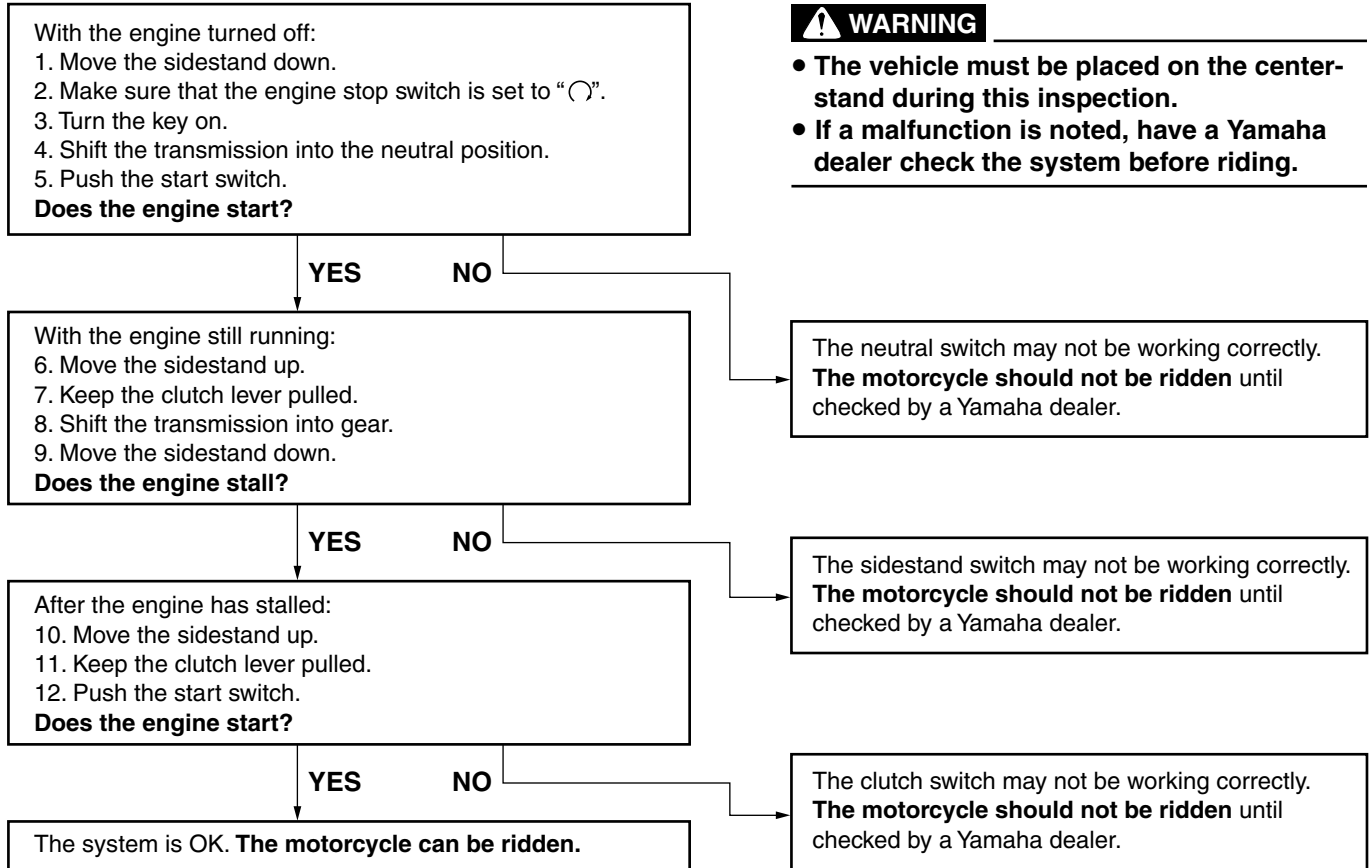 With the engine turned off:
1. Move the sidestand down.
2. Make sure that the engine stop switch is set to “○”.
3. Turn the key on.
4. Shift the transmission into the neutral position.
5. Push the start switch.
Does the engine start?
WARNING
● The vehicle must be placed on the center-
stand during this inspection.
● If a malfunction is noted, have a Yamaha
dealer check the system before riding.
YES NO
With the engine still running:
6. Move the sidestand up.
7. Keep the clutch lever pulled.
8. Shift the transmission into gear.
9. Move the sidestand down.
Does the engine stall?
The neutral switch may not be working correctly.
The motorcycle should not be ridden until
checked by a Yamaha dealer.
YES NO
After the engine has stalled:
10. Move the sidestand up.
11. Keep the clutch lever pulled.
12. Push the start switch.
Does the engine start?
The sidestand switch may not be working correctly.
The motorcycle should not be ridden until
checked by a Yamaha dealer.
YES NO
The system is OK. The motorcycle can be ridden.
The clutch switch may not be working correctly.
The motorcycle should not be ridden until
checked by a Yamaha dealer.